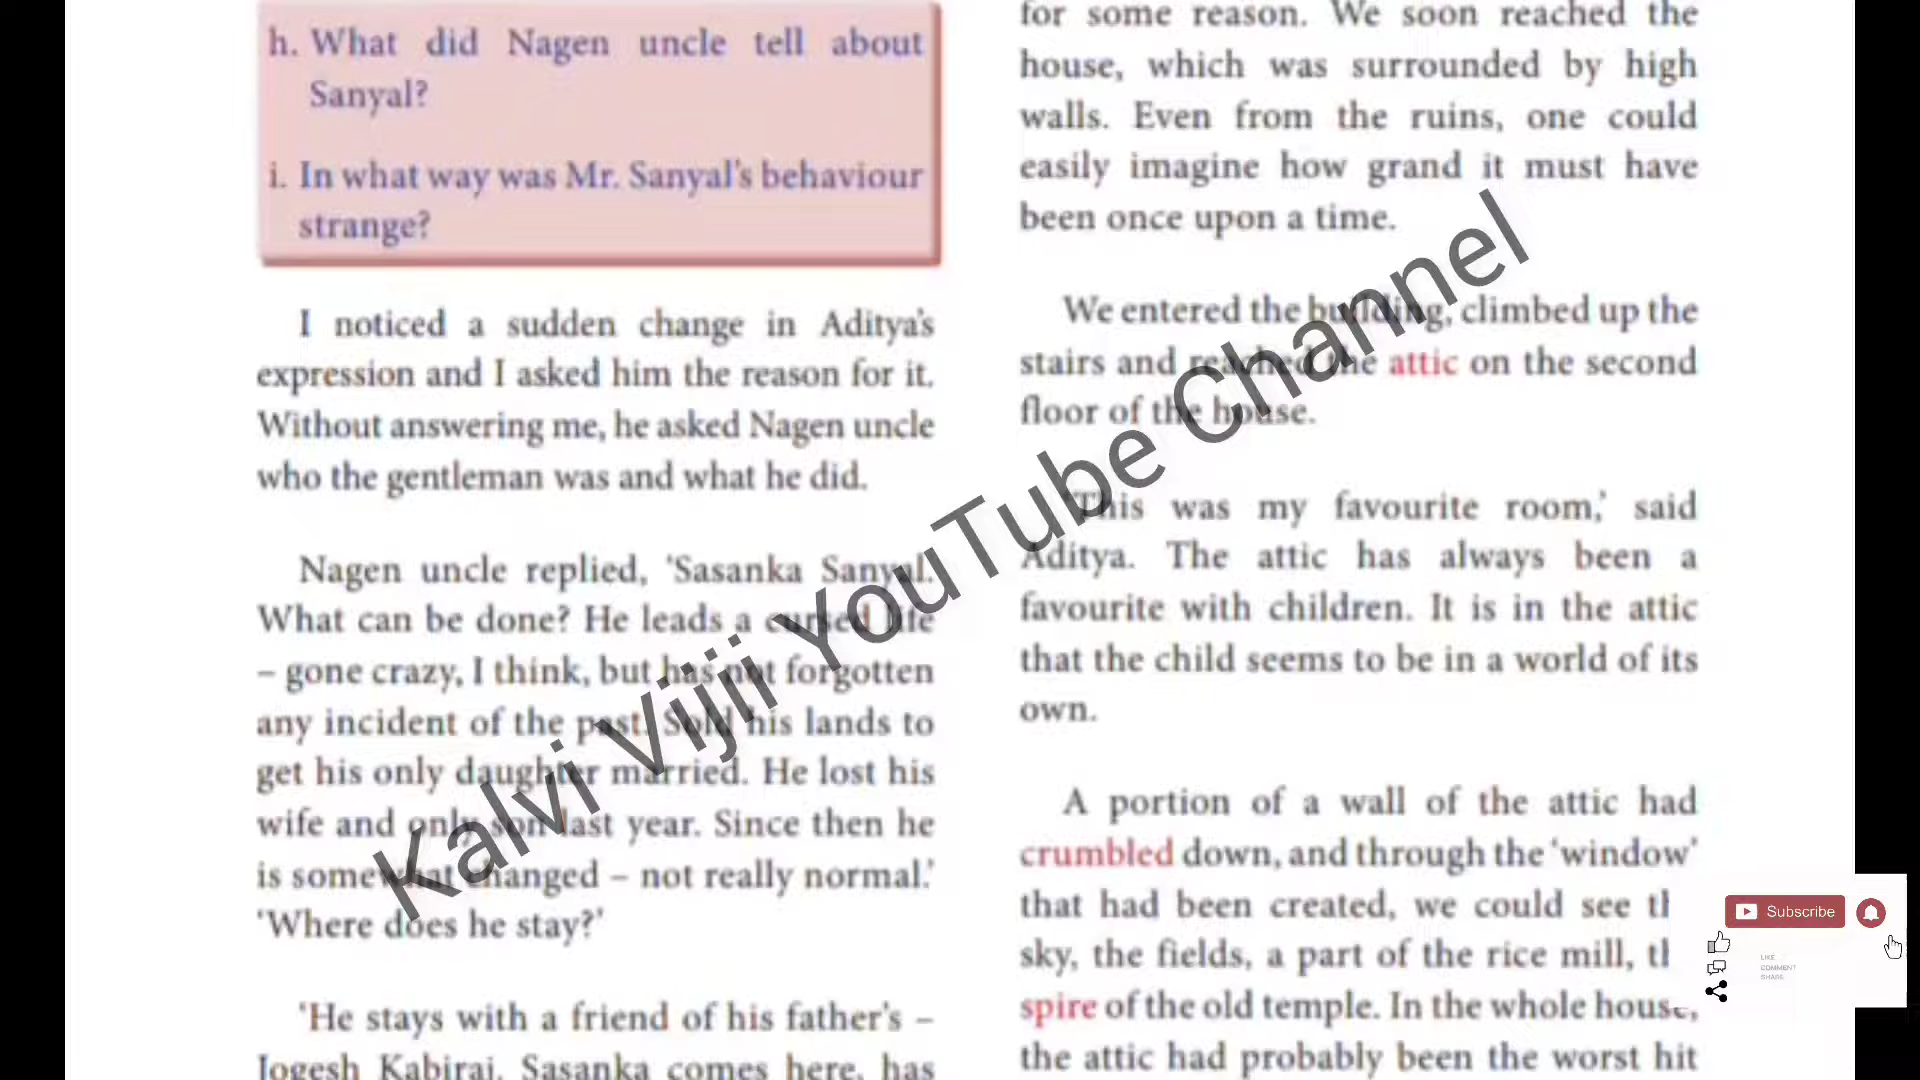 h. What did Nagen uncle tell about
Sanyal?
i. In what way was Mr. Sanyal's behaviour
strange?
I noticed a sudden change in Aditya's
expression and I asked him the reason for it.
Without answering me, he asked Nagen uncle
who the gentleman was and what he did.
Nagen uncle replied, 'Sasanka Sanyal.
What can be done? He leads a cursed life
– gone crazy, I think, but has not forgotten
any incident of the past. Sold his lands to
get his only daughter married. He lost his
wife and only son last year. Since then he
is somewhat changed – not really normal.'
'Where does he stay?'
'He stays with a friend of his father's –
Jogesh Kabiraj. Sasanka comes here, has
for some reason. We soon reached the
house, which was surrounded by high
walls. Even from the ruins, one could
easily imagine how grand it must have
been once upon a time.
We entered the building, climbed up the
stairs and reached the attic on the second
floor of the house.
'This was my favourite room,' said
Aditya. The attic has always been a
favourite with children. It is in the attic
that the child seems to be in a world of its
own.
A portion of a wall of the attic had
crumbled down, and through the 'window'
that had been created, we could see th
sky, the fields, a part of the rice mill, th
spire of the old temple. In the whole house,
the attic had probably been the worst hit
Kalvi Vijii YouTube Channel
Subscribe
LIKE
COMMENT
SHARE